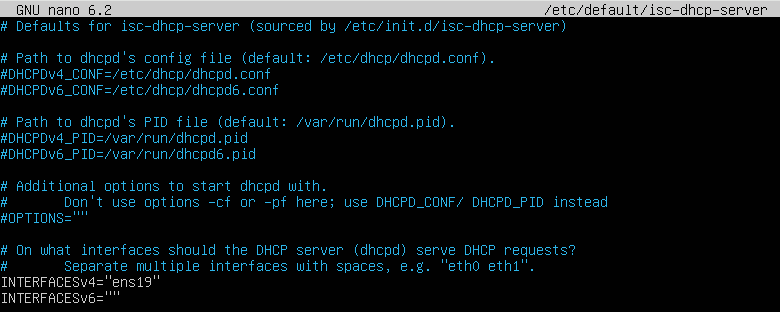 GNU nano 6.2 /etc/default/isc-dhcp-server
# Defaults for isc-dhcp-server (sourced by /etc/init.d/isc-dhcp-server)
# Path to dhcpd's config file (default: /etc/dhcp/dhcpd.conf).
#DHCPDv4_CONF=/etc/dhcp/dhcpd.conf
#DHCPDv6_CONF=/etc/dhcp/dhcpd6.conf
# Path to dhcpd's PID file (default: /var/run/dhcpd.pid).
#DHCPDv4_PID=/var/run/dhcpd.pid
#DHCPDv6_PID=/var/run/dhcpd6.pid
# Additional options to start dhcpd with.
#       Don't use options -cf or -pf here; use DHCPD_CONF/ DHCPD_PID instead
#OPTIONS=""
# On what interfaces should the DHCP server (dhcpd) serve DHCP requests?
#       Separate multiple interfaces with spaces, e.g. "eth0 eth1".
INTERFACESv4="ens19"
INTERFACESv6=""